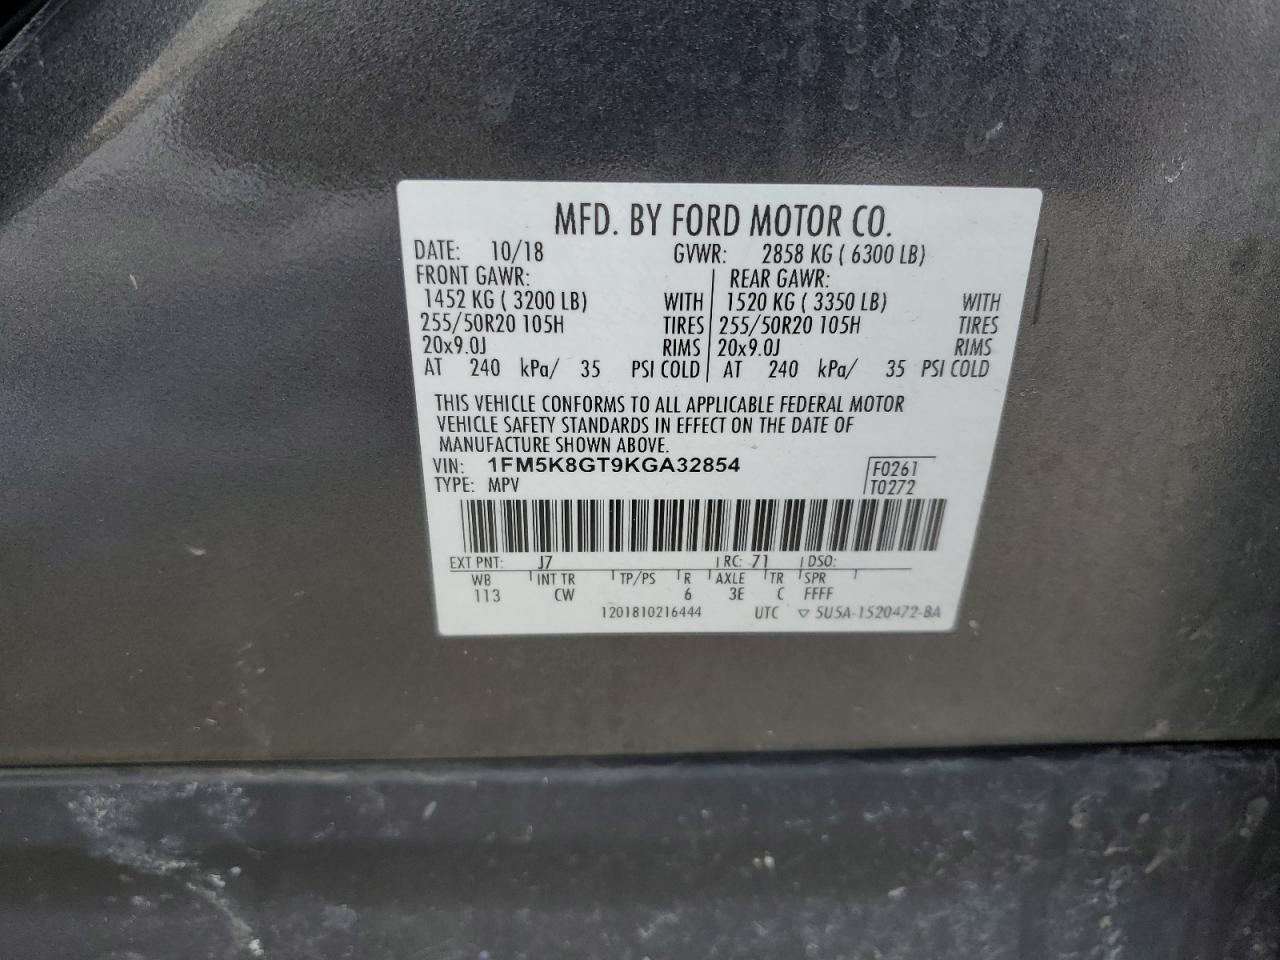 MFD. BY FORD MOTOR CO.
DATE: 10/18 GVWR: 2858 KG ( 6300 LB)
FRONT GAWR: REAR GAWR:
1452 KG ( 3200 LB) WITH 1520 KG ( 3350 LB) WITH
255/50R20 105H TIRES 255/50R20 105H TIRES
20x9.0J RIMS 20x9.0J RIMS
AT 240 kPa/ 35 PSI COLD AT 240 kPa/ 35 PSI COLD
THIS VEHICLE CONFORMS TO ALL APPLICABLE FEDERAL MOTOR
VEHICLE SAFETY STANDARDS IN EFFECT ON THE DATE OF
MANUFACTURE SHOWN ABOVE.
VIN: 1FM5K8GT9KGA32854 F0261
TYPE: MPV T0272
EXT PNT: J7 RC: 71 DSO:
WB INT TR TP/PS R AXLE TR SPR
113 CW 6 3E C FFFF
1201810216444 UTC ▽ 5U5A-1520472-BA